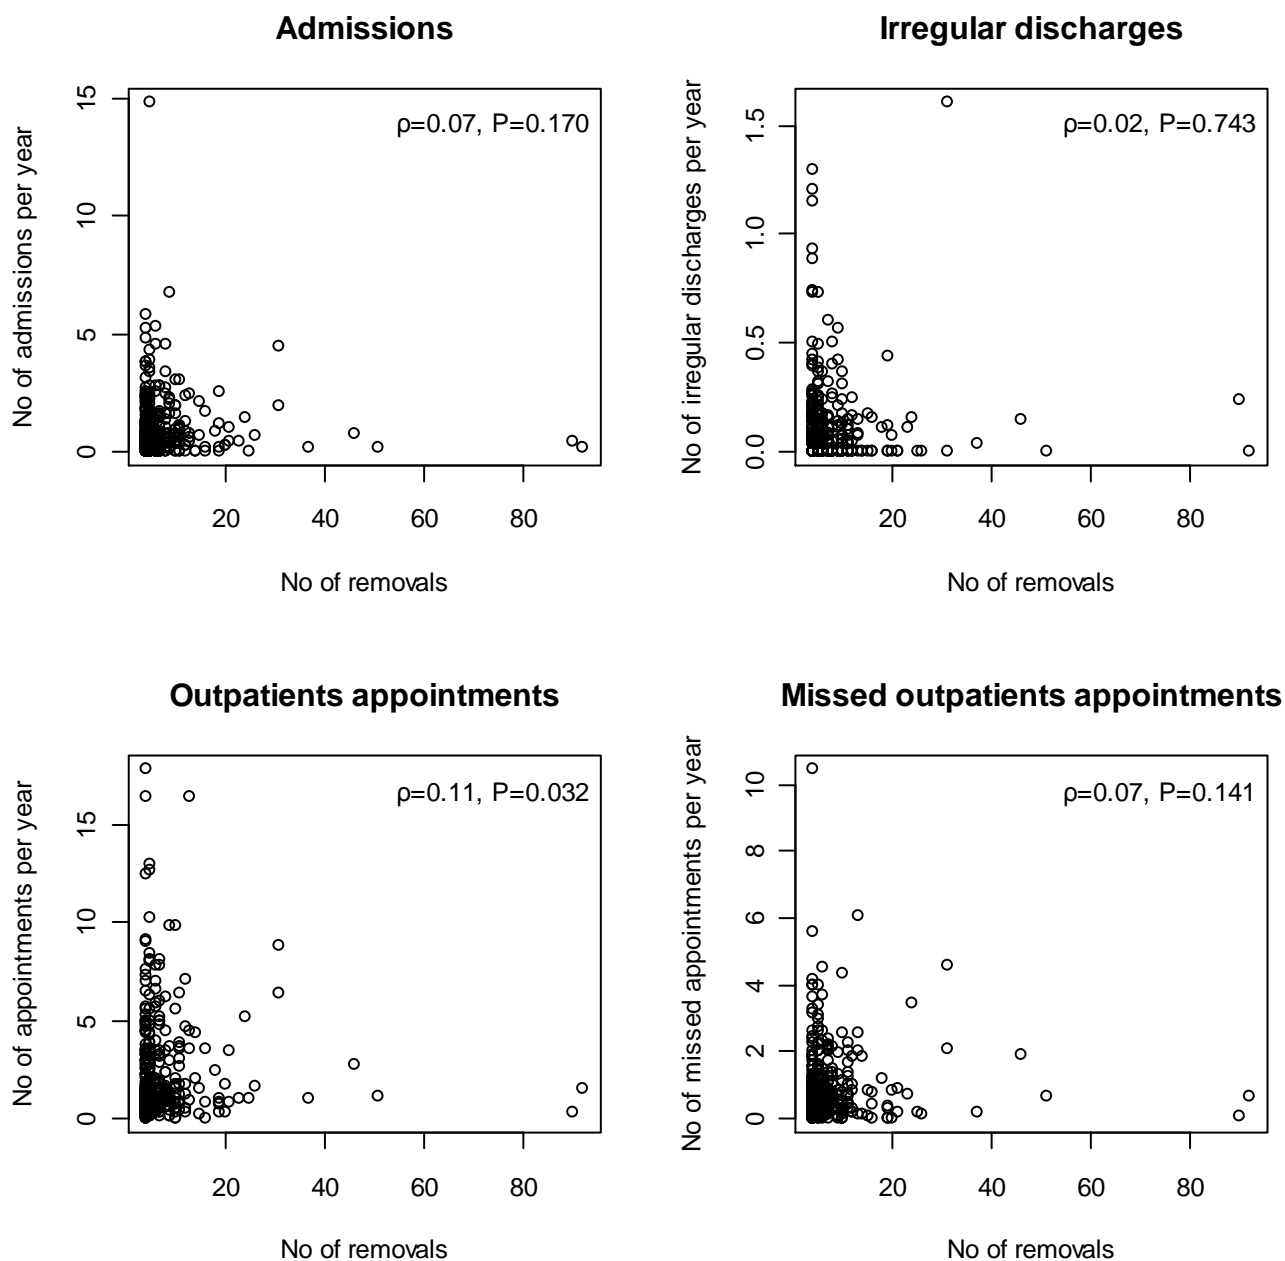 Admissions
No of admissions per year
15
10
5
0
ρ=0.07, P=0.170
20 40 60 80
No of removals
Irregular discharges
No of irregular discharges per year
1.5
1.0
0.5
0.0
ρ=0.02, P=0.743
20 40 60 80
No of removals
Outpatients appointments
No of appointments per year
15
10
5
0
ρ=0.11, P=0.032
20 40 60 80
No of removals
Missed outpatients appointments
No of missed appointments per year
10
8
6
4
2
0
ρ=0.07, P=0.141
20 40 60 80
No of removals